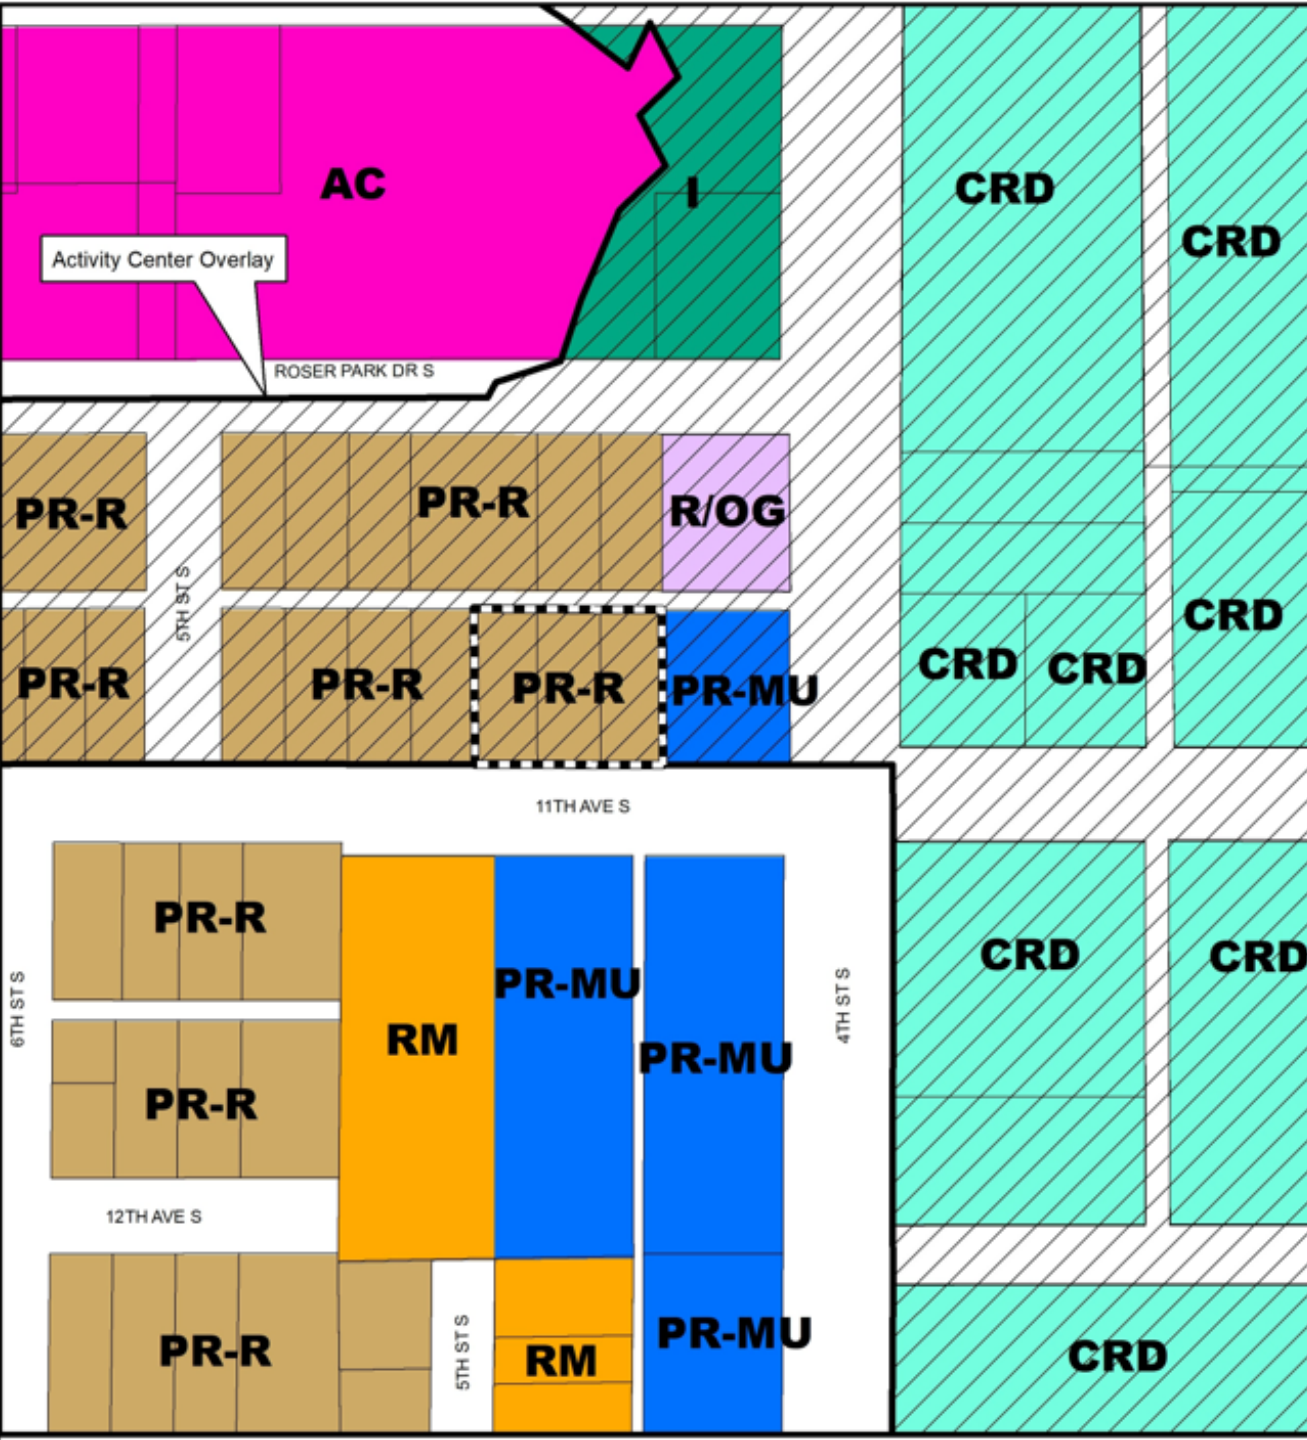 AC
I
CRD
CRD
Activity Center Overlay
ROSER PARK DR S
PR-R
PR-R
R/OG
5TH ST S
CRD
PR-R
PR-R
PR-R
PR-MU
CRD
CRD
11TH AVE S
PR-R
PR-MU
CRD
CRD
6TH ST S
RM
PR-MU
4TH ST S
PR-R
12TH AVE S
PR-R
5TH ST S
RM
PR-MU
CRD